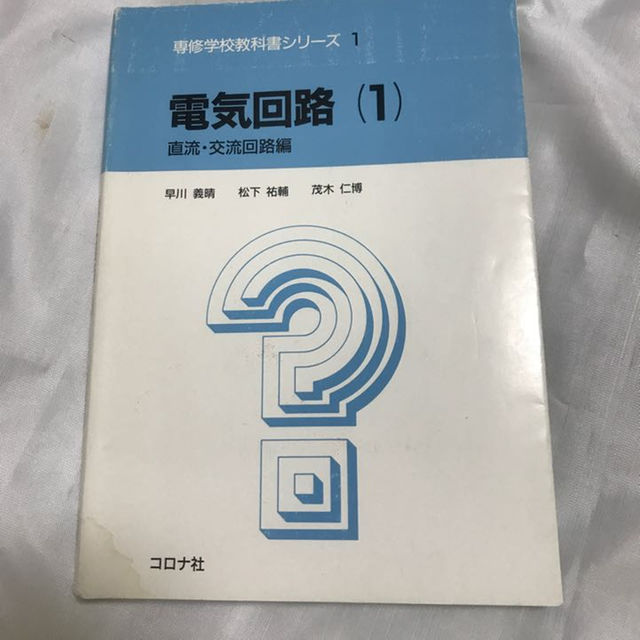 専修学校教科書シリーズ 1
電気回路 (1)
直流・交流回路編
早川 義晴 松下 祐輔 茂木 仁博
コロナ社